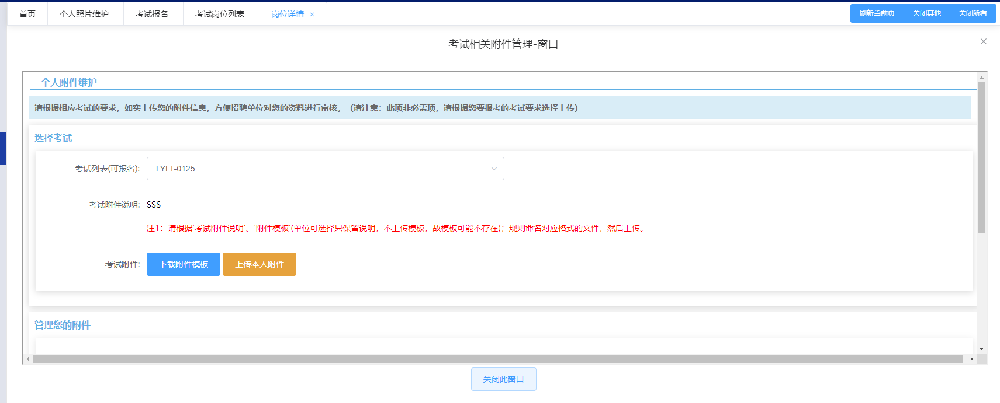 首页 个人照片维护 考试报名 考试岗位列表 岗位详情 × 刷新当前页 关闭其他 关闭所有
考试相关附件管理-窗口
个人附件维护
请根据相应考试的要求，如实上传您的附件信息，方便招聘单位对您的资料进行审核。（请注意：此项非必需项，请根据您要报考的考试要求选择上传）
选择考试
考试列表(可报名): LYLT-0125
考试附件说明: SSS
注1：请根据'考试附件说明'、'附件模板'(单位可选择只保留说明，不上传模板，故模板可能不存在)；规则命名对应格式的文件，然后上传。
考试附件: 下载附件模板 上传本人附件
管理您的附件
关闭此窗口